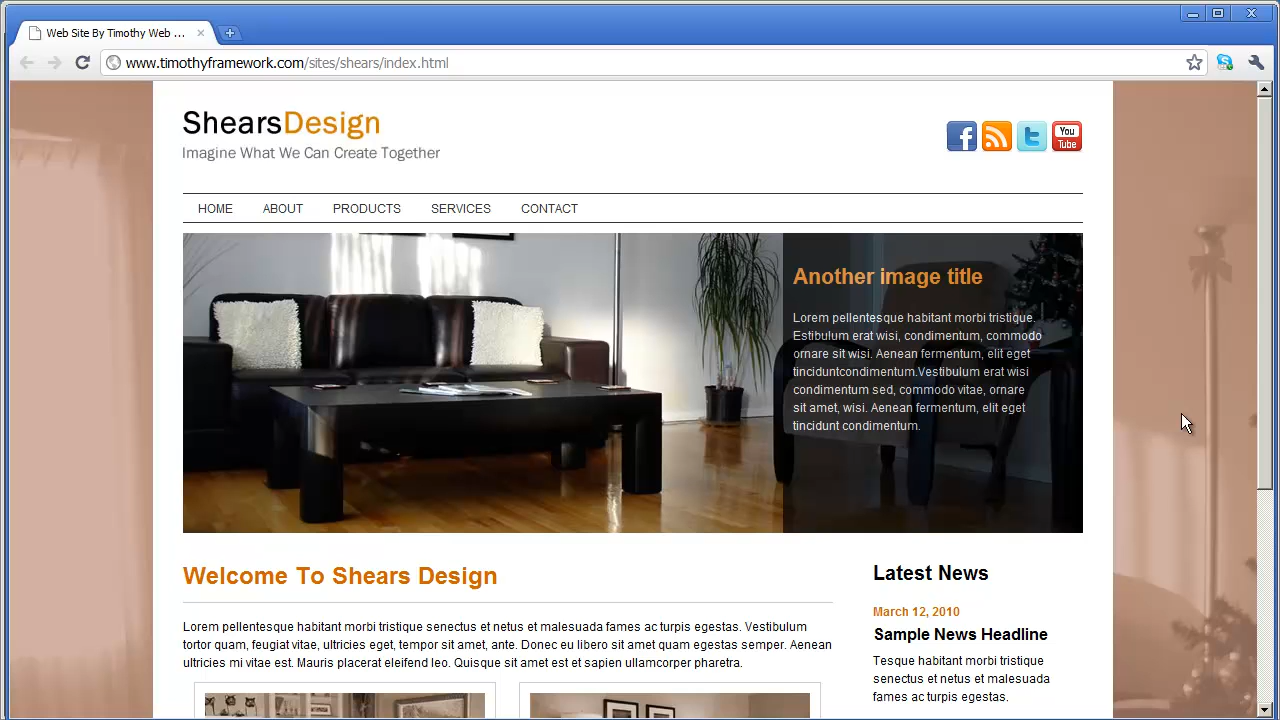 Web Site By Timothy Web ...
www.timothyframework.com/sites/shears/index.html
ShearsDesign
Imagine What We Can Create Together
You
Tube
HOME ABOUT PRODUCTS SERVICES CONTACT
Another image title
Lorem pellentesque habitant morbi tristique.
Estibulum erat wisi, condimentum, commodo
ornare sit wisi. Aenean fermentum, elit eget
tinciduntcondimentum.Vestibulum erat wisi
condimentum sed, commodo vitae, ornare
sit amet, wisi. Aenean fermentum, elit eget
tincidunt condimentum.
Welcome To Shears Design
Lorem pellentesque habitant morbi tristique senectus et netus et malesuada fames ac turpis egestas. Vestibulum
tortor quam, feugiat vitae, ultricies eget, tempor sit amet, ante. Donec eu libero sit amet quam egestas semper. Aenean
ultricies mi vitae est. Mauris placerat eleifend leo. Quisque sit amet est et sapien ullamcorper pharetra.
Latest News
March 12, 2010
Sample News Headline
Tesque habitant morbi tristique
senectus et netus et malesuada
fames ac turpis egestas.